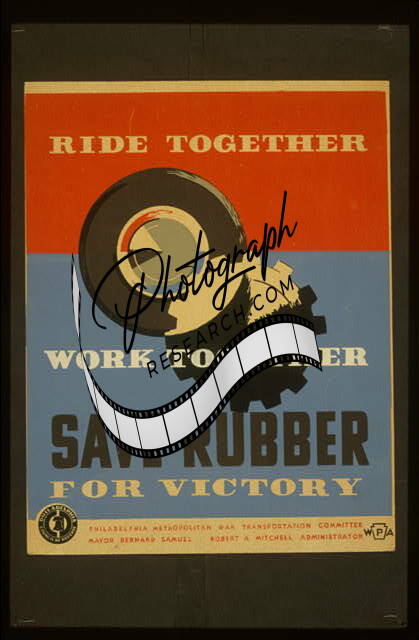 RIDE TOGETHER
Photograph
RESEARCH.COM
WORK TOGETHER
SAVE RUBBER
FOR VICTORY
PHILADELPHIA METROPOLITAN WAR TRANSPORTATION COMMITTEE
MAYOR BERNARD SAMUEL ROBERT A MITCHELL ADMINISTRATOR
WPA